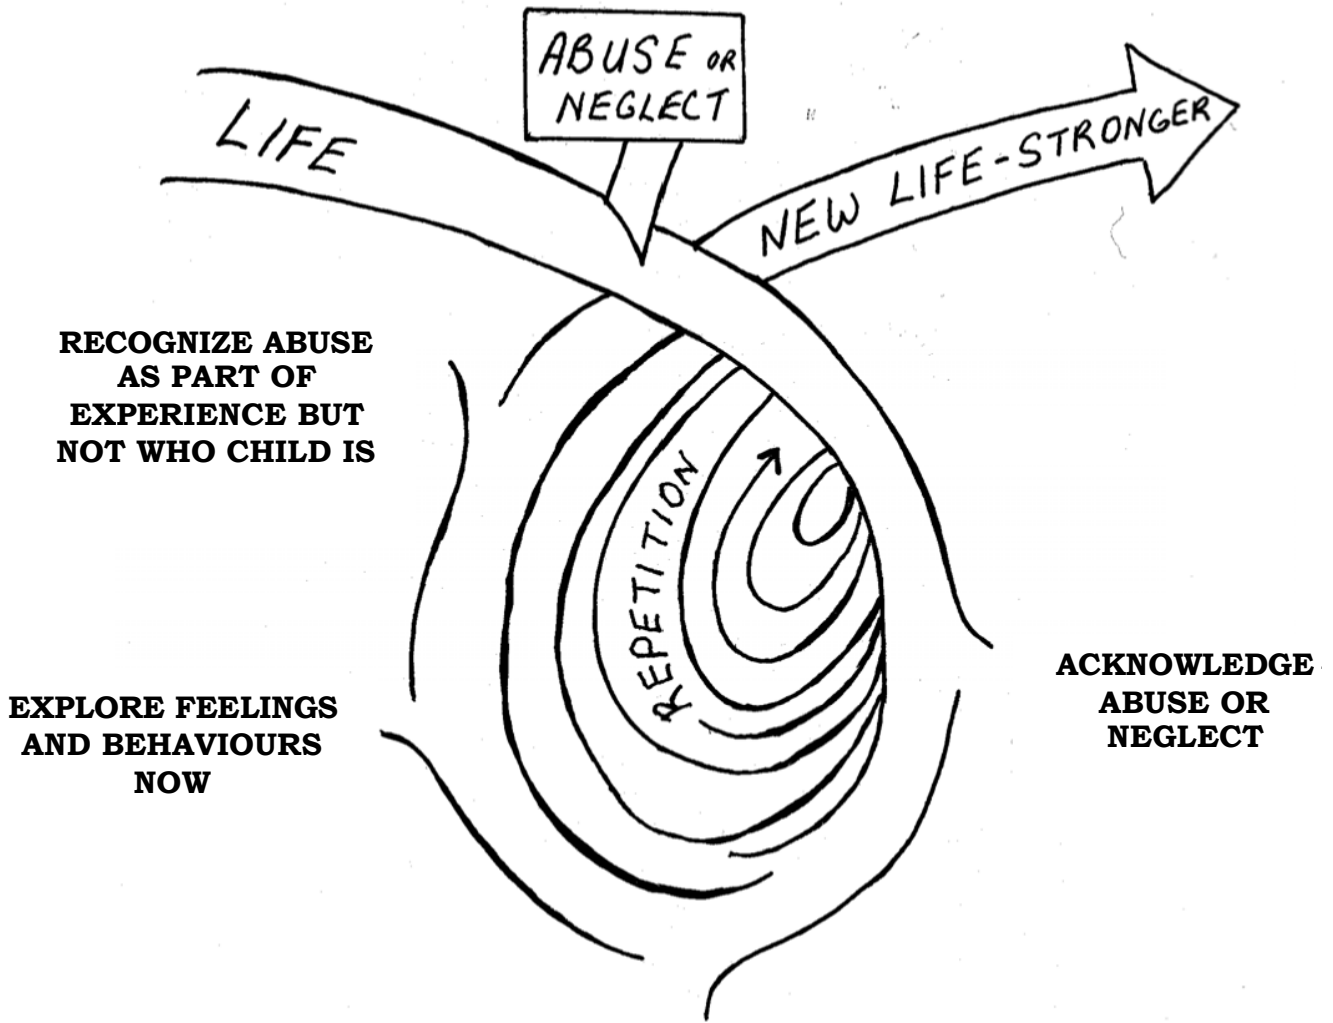 ABUSE OR
NEGLECT
LIFE
NEW LIFE-STRONGER
RECOGNIZE ABUSE
AS PART OF
EXPERIENCE BUT
NOT WHO CHILD IS
REPETITION
EXPLORE FEELINGS
AND BEHAVIOURS
NOW
ACKNOWLEDGE
ABUSE OR
NEGLECT